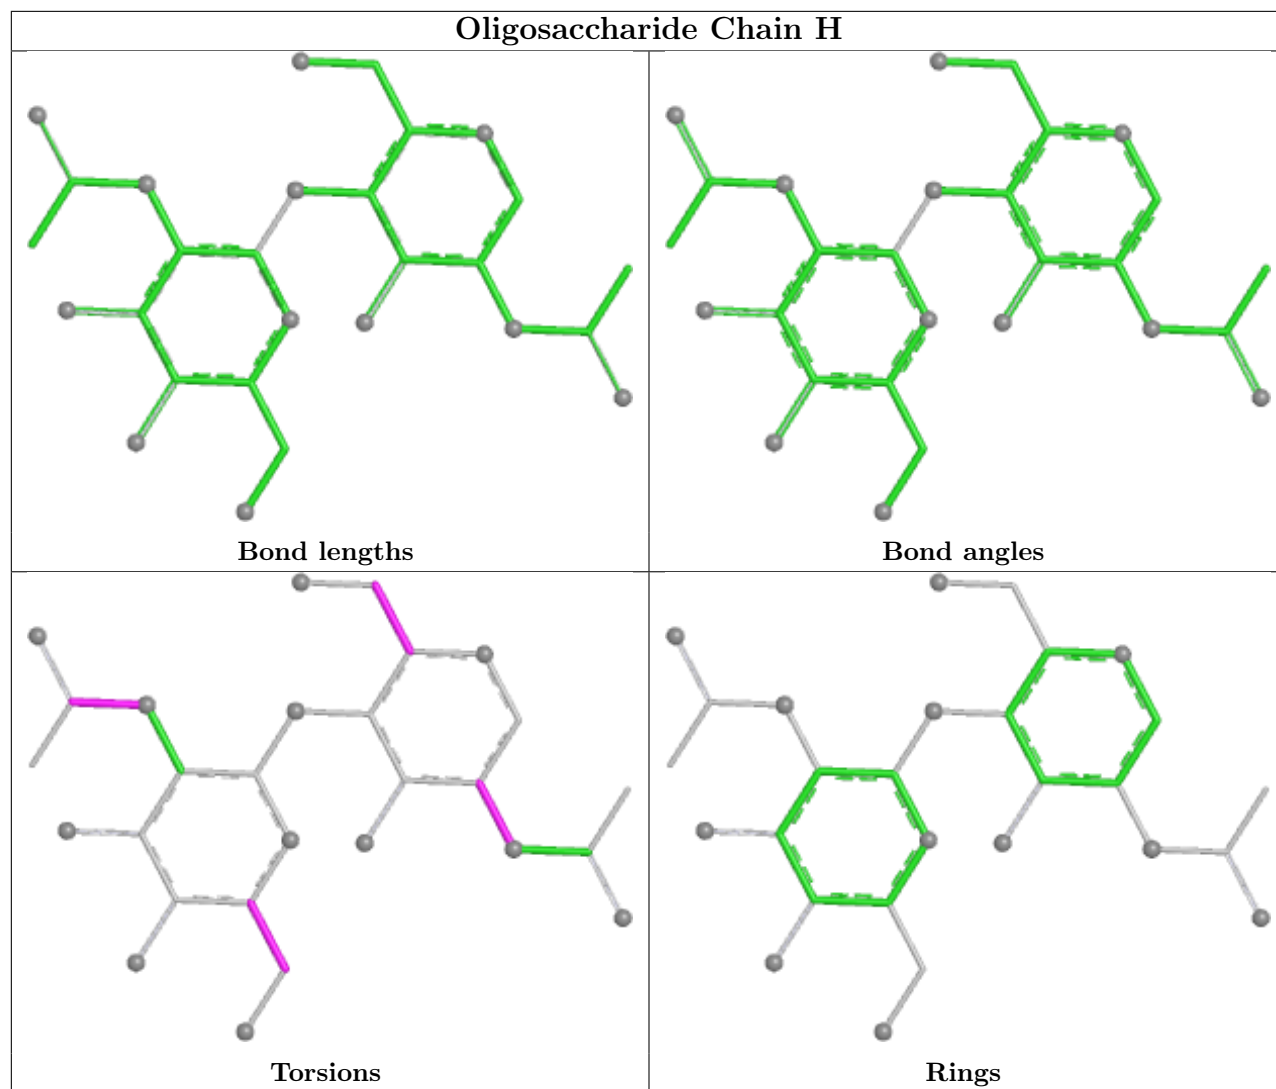 Oligosaccharide Chain H
Bond lengths
Bond angles
Torsions
Rings